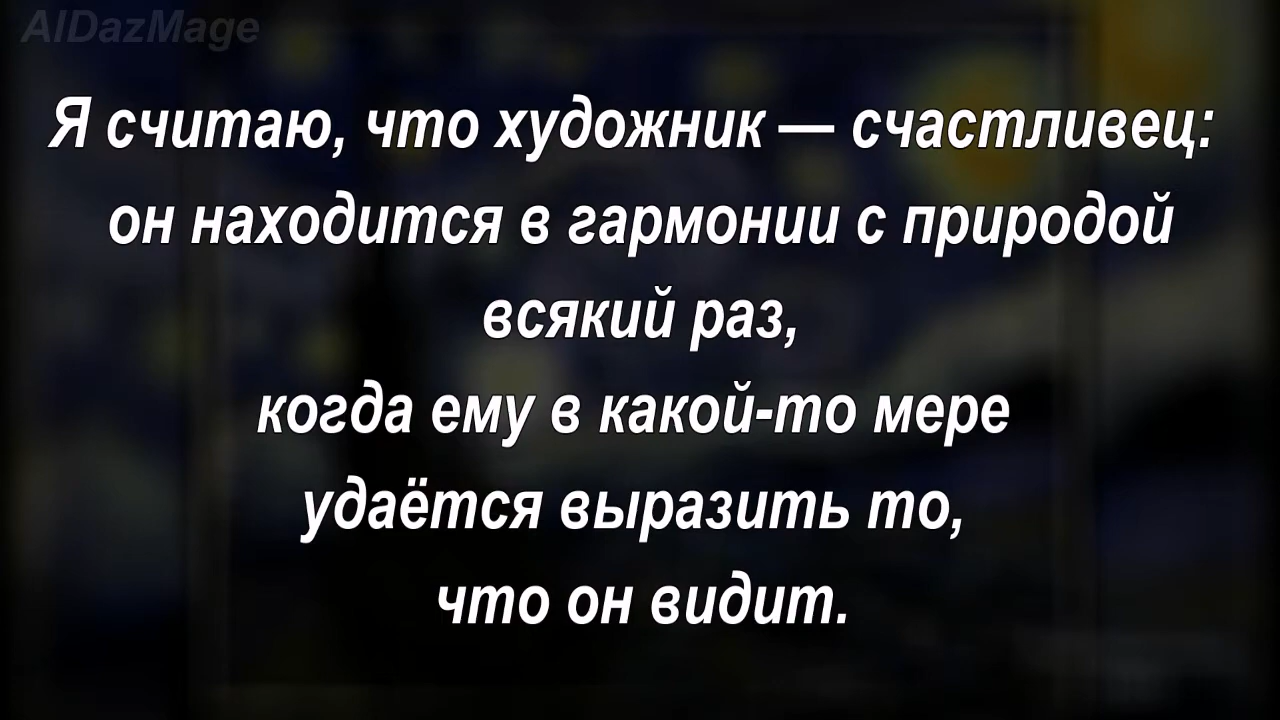 AIDazMage
Я считаю, что художник — счастливец:
он находится в гармонии с природой
всякий раз,
когда ему в какой-то мере
удаётся выразить то,
что он видит.